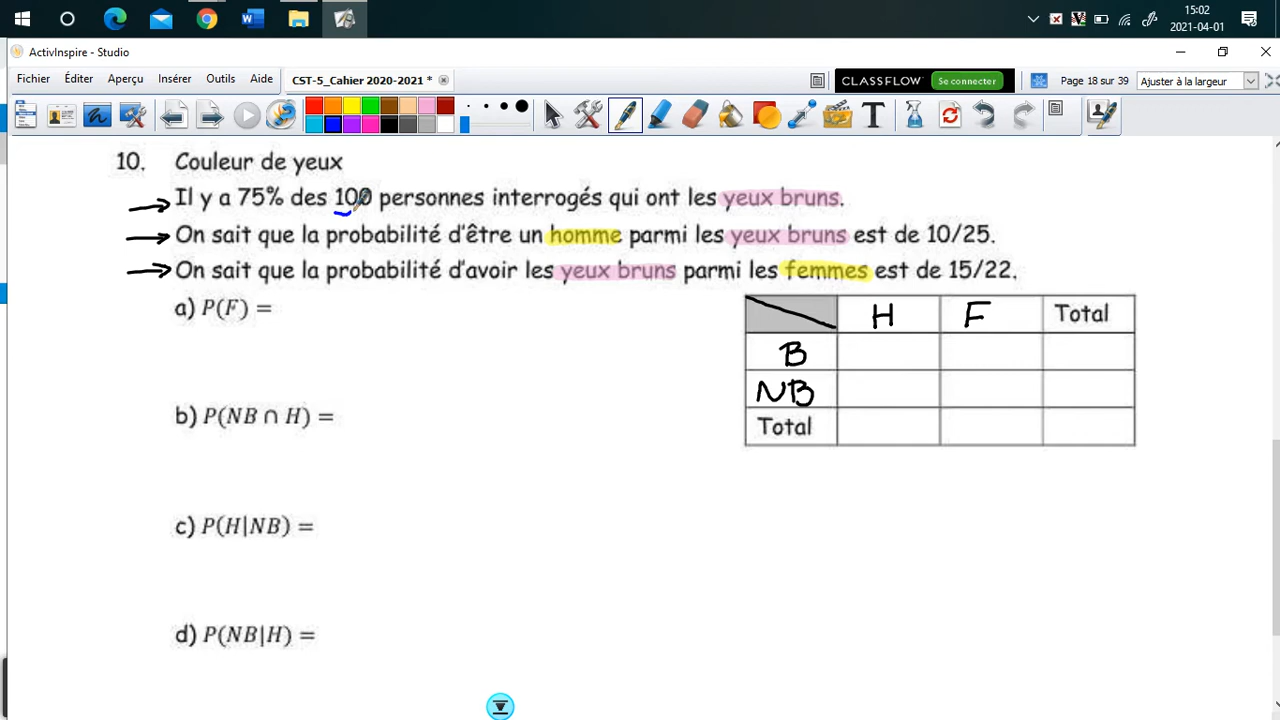 15:02
2021-04-01
ActivInspire - Studio
Fichier Éditer Aperçu Insérer Outils Aide CST-5_Cahier 2020-2021 * CLASSFLOW Se connecter Page 18 sur 39 Ajuster à la largeur
10. Couleur de yeux
Il y a 75% des 100 personnes interrogés qui ont les yeux bruns.
On sait que la probabilité d'être un homme parmi les yeux bruns est de 10/25.
On sait que la probabilité d'avoir les yeux bruns parmi les femmes est de 15/22.
a) P(F) =
H F Total
B
NB
Total
b) P(NB ∩ H) =
c) P(H|NB) =
d) P(NB|H) =